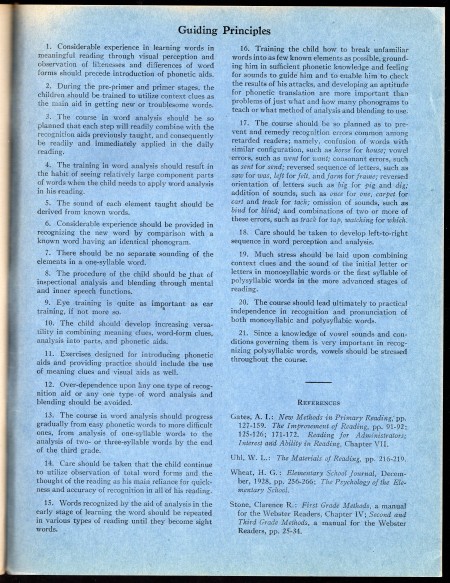 Guiding Principles
1. Considerable experience in learning words in
meaningful reading through visual perception and
observation of likenesses and differences of word
forms should precede introduction of phonetic aids.
2. During the pre-primer and primer stages, the
children should be trained to utilize context clues as
the main aid in getting new or troublesome words.
3. The course in word analysis should be so
planned that each step will readily combine with the
recognition aids previously taught, and consequently
be readily and immediately applied in the daily
reading.
4. The training in word analysis should result in
the habit of seeing relatively large component parts
of words when the child needs to apply word analysis
in his reading.
5. The sound of each element taught should be
derived from known words.
6. Considerable experience should be provided in
recognizing the new word by comparison with a
known word having an identical phonogram.
7. There should be no separate sounding of the
elements in a one-syllable word.
8. The procedure of the child should be that of
inspectional analysis and blending through mental
and inner speech functions.
9. Eye training is quite as important as ear
training, if not more so.
10. The child should develop increasing versa-
tility in combining meaning clues, word-form clues,
analysis into parts, and phonetic aids.
11. Exercises designed for introducing phonetic
aids and providing practice should include the use
of meaning clues and visual aids as well.
12. Over-dependence upon any one type of recog-
nition aid or any one type of word analysis and
blending should be avoided.
13. The course in word analysis should progress
gradually from easy phonetic words to more difficult
ones, from analysis of one-syllable words to the
analysis of two- or three-syllable words by the end
of the third grade.
14. Care should be taken that the child continue
to utilize observation of total word forms and the
thought of the reading as his main reliance for quick-
ness and accuracy of recognition in all of his reading.
15. Words recognized by the aid of analysis in the
early stage of learning the word should be repeated
in various types of reading until they become sight
words.
16. Training the child how to break unfamiliar
words into as few known elements as possible, ground-
ing him in sufficient phonetic knowledge and feeling
for sounds to guide him and to enable him to check
the results of his attacks, and developing an aptitude
for phonetic translation are more important than
problems of just what and how many phonograms to
teach or what method of analysis and blending to use.
17. The course should be so planned as to pre-
vent and remedy recognition errors common among
retarded readers; namely, confusion of words with
similar configuration, such as horse for house; vowel
errors, such as went for want; consonant errors, such
as sent for send; reversed sequence of letters, such as
saw for was, left for felt, and form for frame; reversed
orientation of letters such as big for pig and dig;
addition of sounds, such as once for one, carpet for
cart and track for tack; omission of sounds, such as
bind for blind; and combinations of two or more of
these errors, such as track for tap, watching for which.
18. Care should be taken to develop left-to-right
sequence in word perception and analysis.
19. Much stress should be laid upon combining
context clues and the sound of the initial letter or
letters in monosyllabic words or the first syllable of
polysyllabic words in the more advanced stages of
reading.
20. The course should lead ultimately to practical
independence in recognition and pronunciation of
both monosyllabic and polysyllabic words.
21. Since a knowledge of vowel sounds and con-
ditions governing them is very important in recog-
nizing polysyllabic words, vowels should be stressed
throughout the course.
REFERENCES
Gates, A. I.: New Methods in Primary Reading, pp.
127-159. The Improvement of Reading, pp. 91-92;
125-126; 171-172. Reading for Administrators;
Interest and Ability in Reading, Chapter VII.
Uhl, W. L.: The Materials of Reading, pp. 216-219.
Wheat, H. G.: Elementary School Journal, Decem-
ber, 1928, pp. 256-266; The Psychology of the Ele-
mentary School.
Stone, Clarence R.: First Grade Methods, a manual
for the Webster Readers, Chapter IV; Second and
Third Grade Methods, a manual for the Webster
Readers, pp. 25-34.